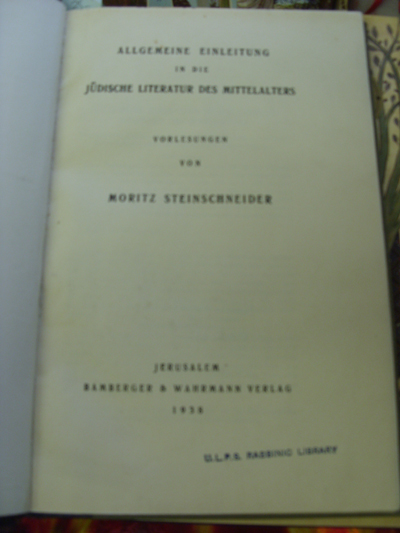 ALLGEMEINE EINLEITUNG
IN DIE
JÜDISCHE LITERATUR DES MITTELALTERS
VORLESUNGEN
VON
MORITZ STEINSCHNEIDER
JERUSALEM
BAMBERGER & WAHRMANN VERLAG
1938
U.L.P.S. RABBINIC LIBRARY